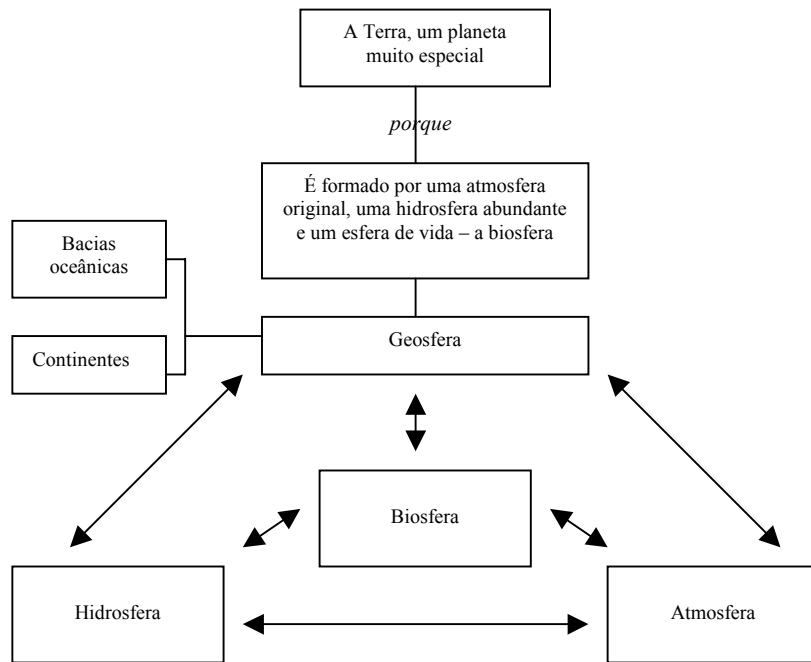 A Terra, um planeta
muito especial
porque
É formado por uma atmosfera
original, uma hidrosfera abundante
e um esfera de vida – a biosfera
Bacias
oceânicas
Geosfera
Continentes
Biosfera
Hidrosfera
Atmosfera